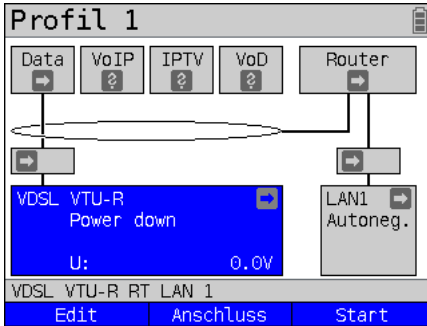 Profil 1
Data VoIP IPTV VoD Router
? ? ?
VDSL VTU-R
Power down
U: 0.0V
LAN1
Autoneg.
VDSL VTU-R RT LAN 1
Edit Anschluss Start